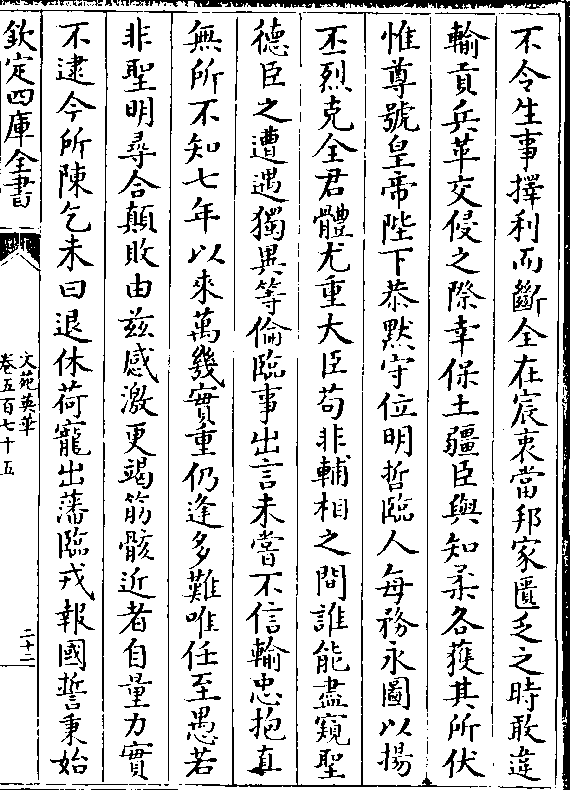 不令生事擇利而斷全在宸衷當邦家匱乏之時敢違
輸貢兵革交侵之際幸保土疆臣與知柔各獲其所伏
惟尊號皇帝陛下恭黙守位明哲臨人每務永圖以揚
丕烈克全君體尤重大臣苟非輔相之間誰能盡窺聖
德臣之遭遇獨異等倫臨事出言未嘗不信輸忠抱直
無所不知七年以來萬幾實重仍逢多難唯任至愚若
非聖明尋合顛敗由兹感激更竭筋骸近者自量力實
不逮今所陳乞未曰退休荷寵出藩臨戎報國誓秉始
欽定四庫全書
文苑英華
卷五百七十五
二十二